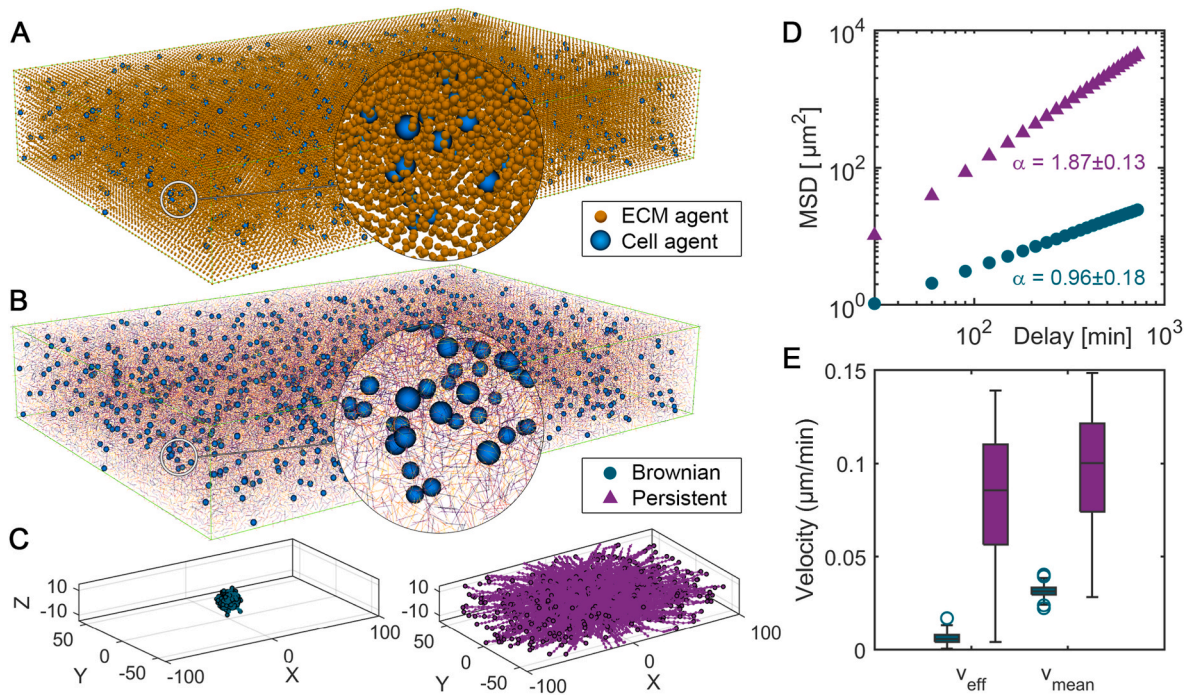 A
ECM agent
Cell agent
B
Brownian
Persistent
C
10
-10
Z
50
0
-50
Y
-100
0
X
100
10
-10
50
0
-50
Y
-100
0
X
100
D
10⁴
10²
10⁰
MSD [ μm²]
α = 1.87±0.13
α = 0.96±0.18
10²
Delay [min]
10³
E
0.15
0.1
0.05
0
Velocity (μm/min)
v_eff
v_mean